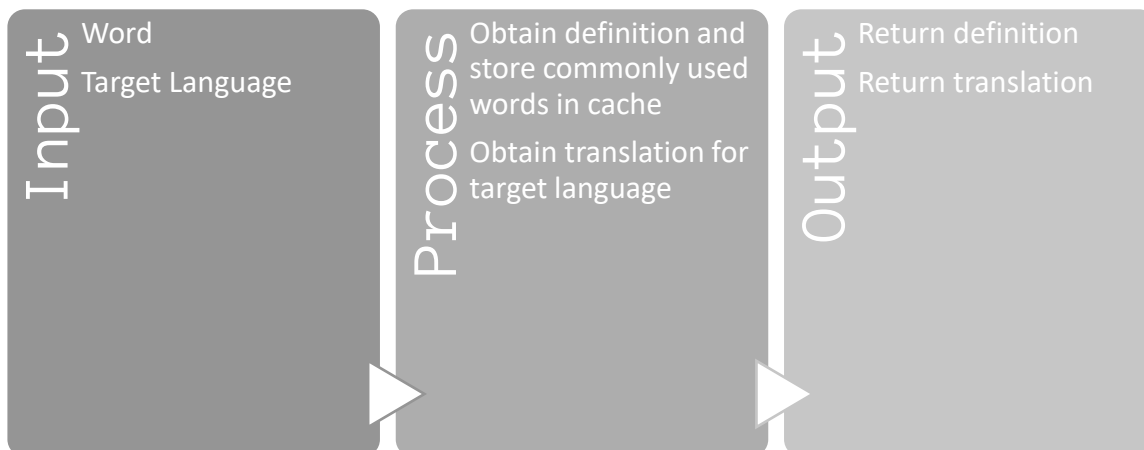 Input
Word
Target Language
Process
Obtain definition and
store commonly used
words in cache
Obtain translation for
target language
Output
Return definition
Return translation